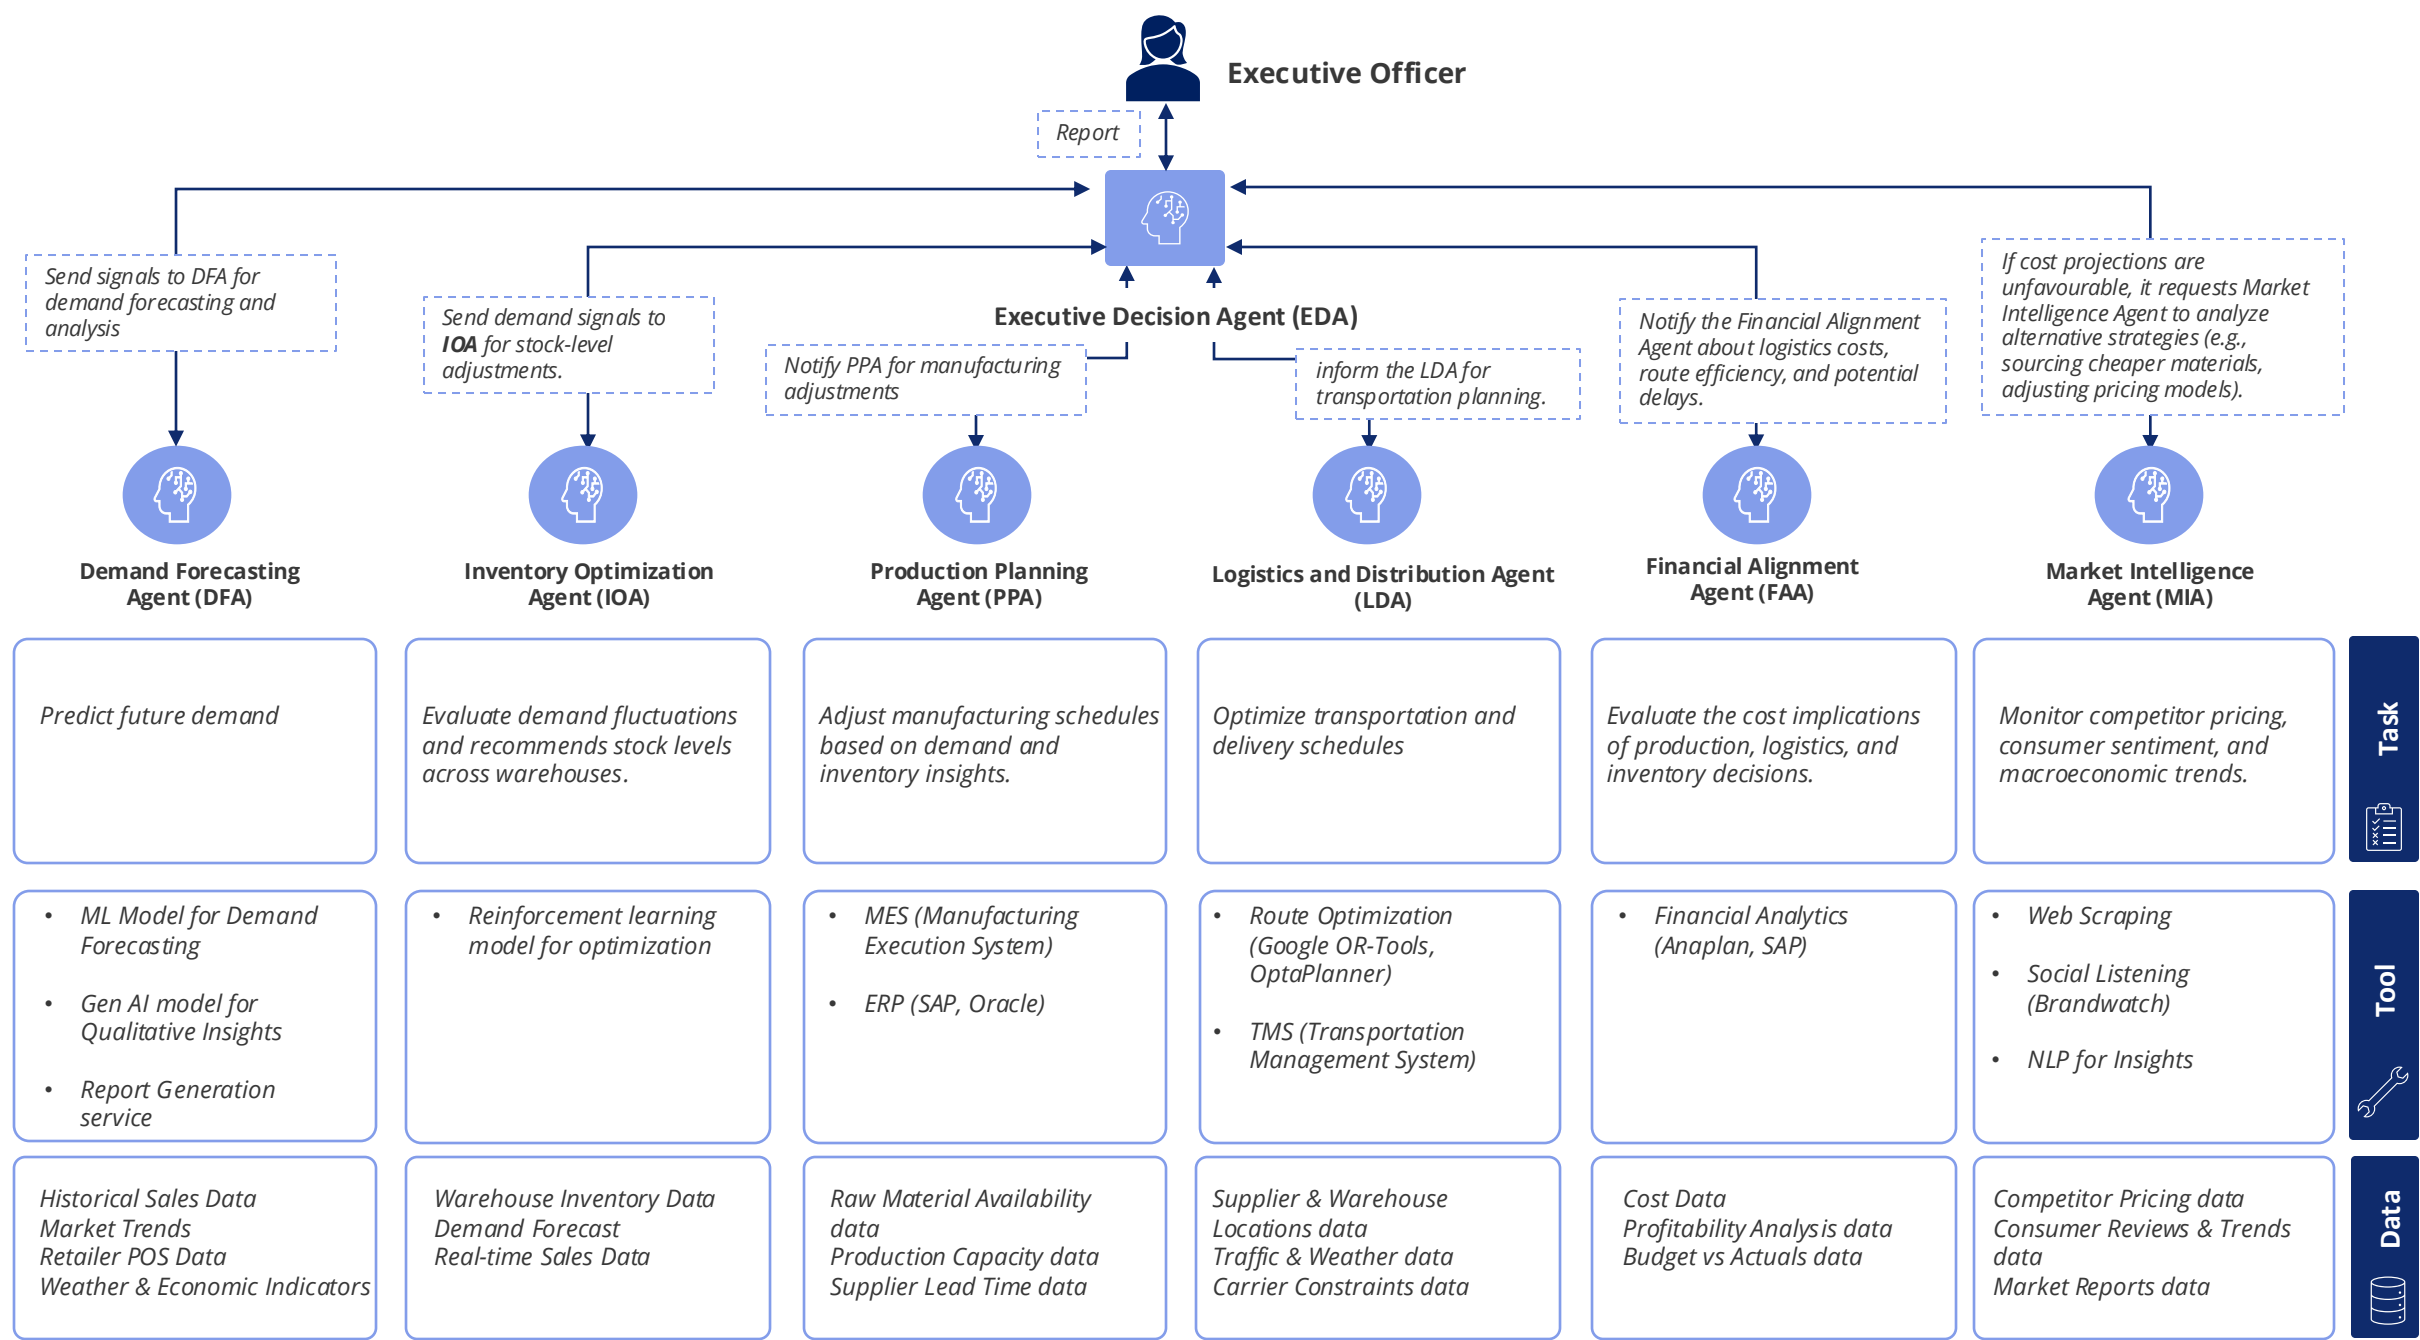 Executive Officer
Report
Send signals to DFA for
demand forecasting and
analysis
Send demand signals to
IOA for stock-level
adjustments.
Executive Decision Agent (EDA)
Notify PPA for manufacturing
adjustments
inform the LDA for
transportation planning.
Notify the Financial Alignment
Agent about logistics costs,
route efficiency, and potential
delays.
If cost projections are
unfavourable, it requests Market
Intelligence Agent to analyze
alternative strategies (e.g.,
sourcing cheaper materials,
adjusting pricing models).
Demand Forecasting
Agent (DFA)
Inventory Optimization
Agent (IOA)
Production Planning
Agent (PPA)
Logistics and Distribution Agent
(LDA)
Financial Alignment
Agent (FAA)
Market Intelligence
Agent (MIA)
Predict future demand
Evaluate demand fluctuations
and recommends stock levels
across warehouses.
Adjust manufacturing schedules
based on demand and
inventory insights.
Optimize transportation and
delivery schedules
Evaluate the cost implications
of production, logistics, and
inventory decisions.
Monitor competitor pricing,
consumer sentiment, and
macroeconomic trends.
Task
• ML Model for Demand
Forecasting
• Gen AI model for
Qualitative Insights
• Report Generation
service
• Reinforcement learning
model for optimization
• MES (Manufacturing
Execution System)
• ERP (SAP, Oracle)
• Route Optimization
(Google OR-Tools,
OptaPlanner)
• TMS (Transportation
Management System)
• Financial Analytics
(Anaplan, SAP)
• Web Scraping
• Social Listening
(Brandwatch)
• NLP for Insights
Tool
Historical Sales Data
Market Trends
Retailer POS Data
Weather & Economic Indicators
Warehouse Inventory Data
Demand Forecast
Real-time Sales Data
Raw Material Availability
data
Production Capacity data
Supplier Lead Time data
Supplier & Warehouse
Locations data
Traffic & Weather data
Carrier Constraints data
Cost Data
Profitability Analysis data
Budget vs Actuals data
Competitor Pricing data
Consumer Reviews & Trends
data
Market Reports data
Data